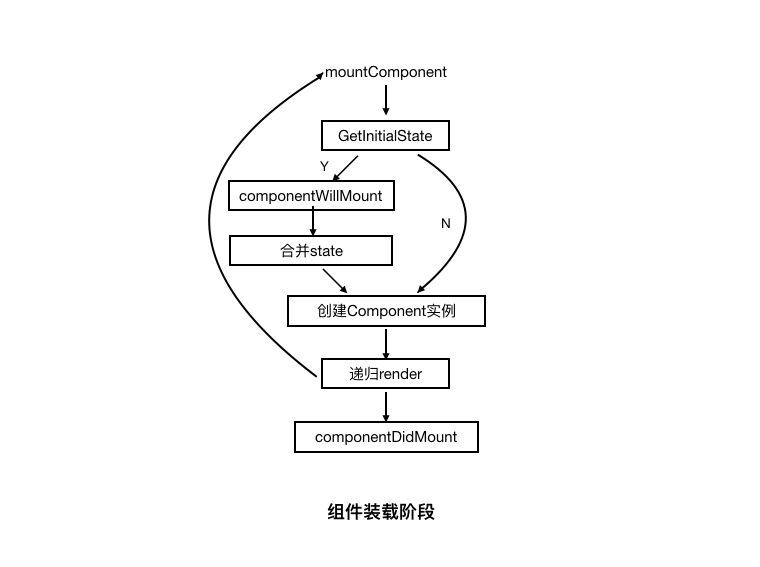 mountComponent
GetInitialState
Y
componentWillMount
N
合并state
创建Component实例
递归render
componentDidMount
组件装载阶段